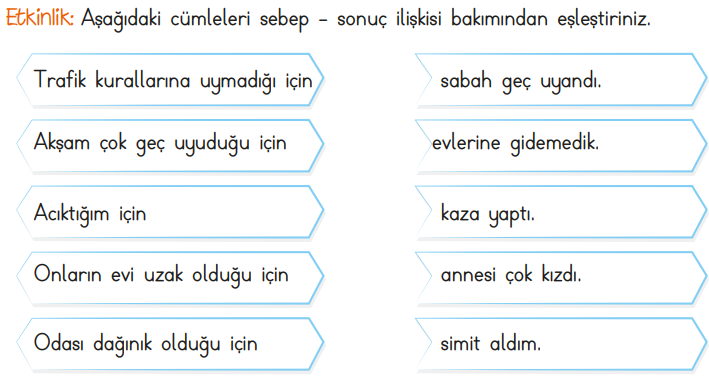 Etkinlik: Aşağıdaki cümleleri sebep – sonuç ilişkisi bakımından eşleştiriniz.
Trafik kurallarına uymadığı için
sabah geç uyandı.
Akşam çok geç uyuduğu için
evlerine gidemedik.
Acıktığım için
kaza yaptı.
Onların evi uzak olduğu için
annesi çok kızdı.
Odası dağınık olduğu için
simit aldım.